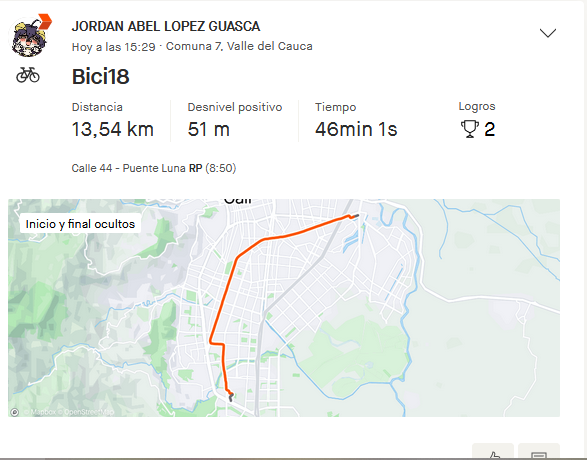 JORDAN ABEL LOPEZ GUASCA
Hoy a las 15:29 · Comuna 7, Valle del Cauca
Bici18
Distancia
Desnivel positivo
Tiempo
Logros
13,54 km
51 m
46min 1s
2
Calle 44 - Puente Luna RP (8:50)
Cali
Inicio y final ocultos
© Mapbox © OpenStreetMap